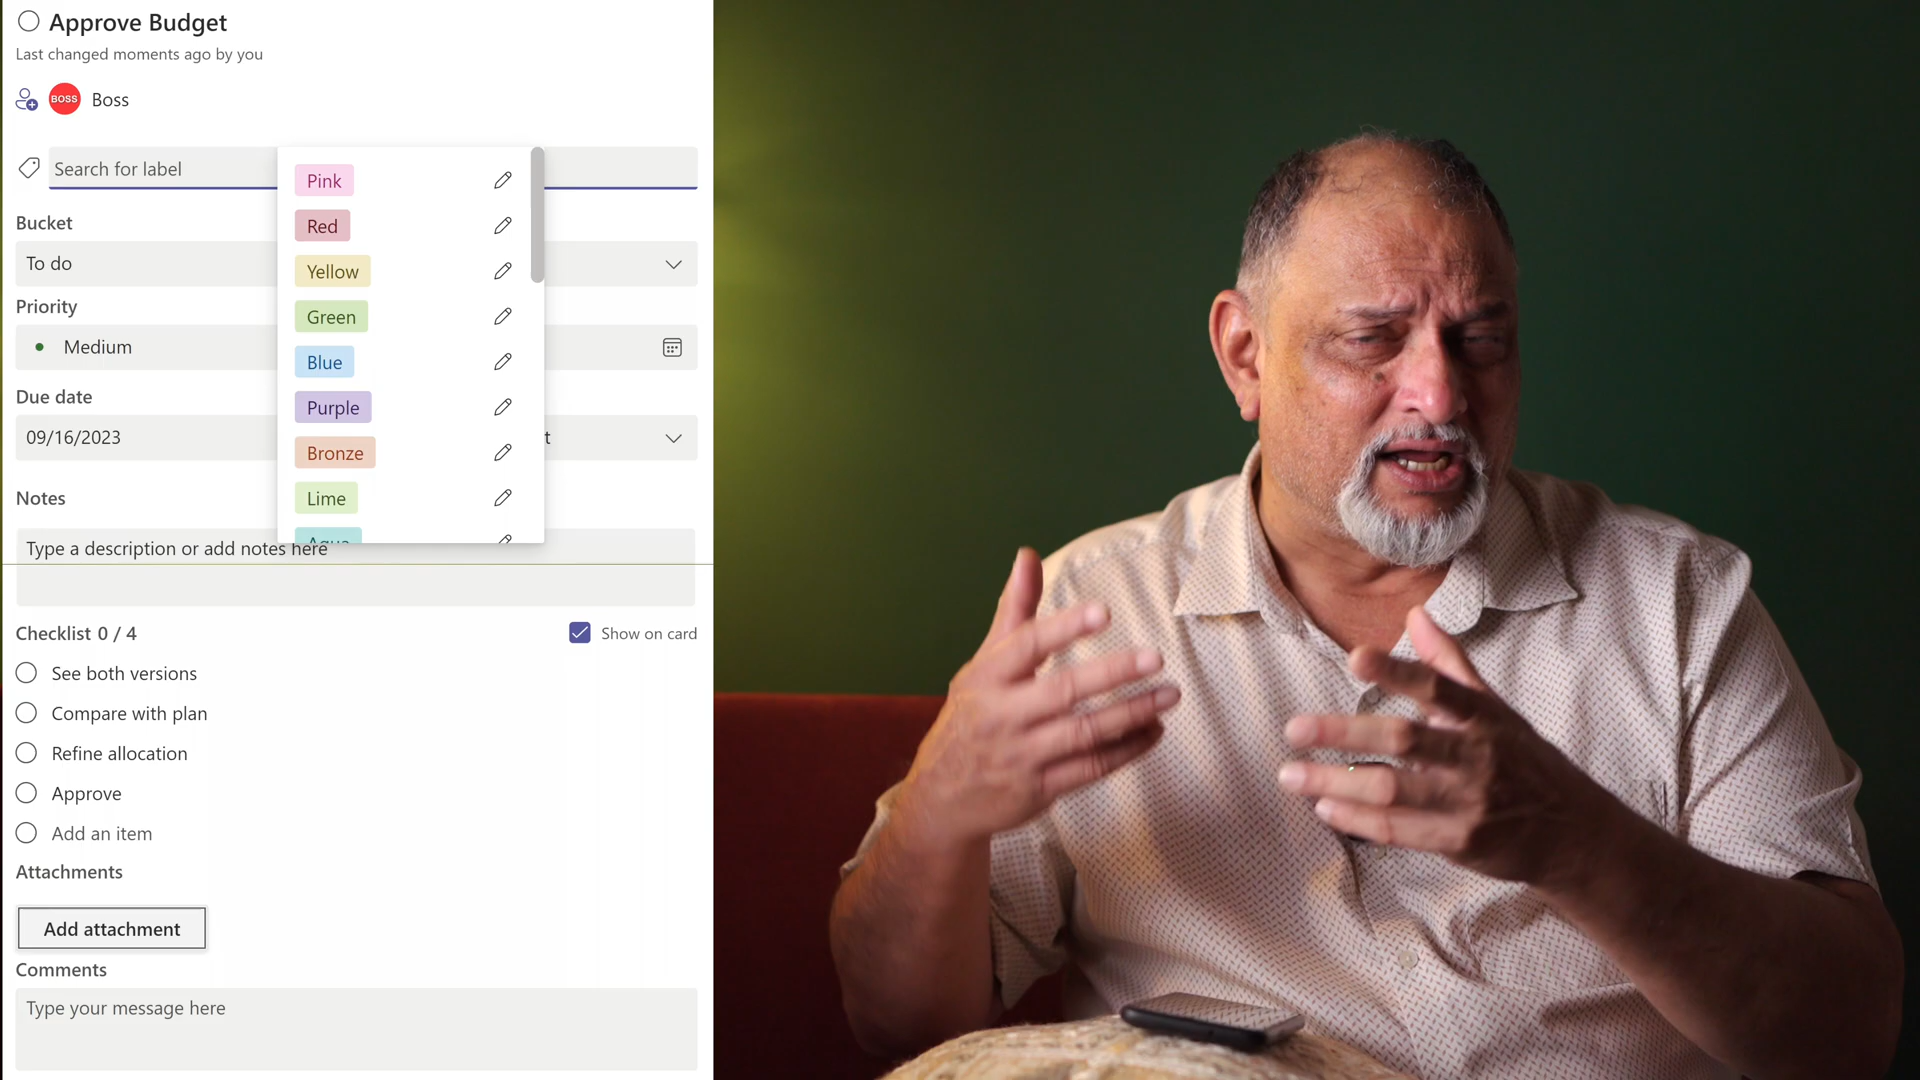 Approve Budget
Last changed moments ago by you
BOSS Boss
Search for label
Pink
Red
Yellow
Green
Blue
Purple
Bronze
Lime
Aqua
Bucket
To do
Priority
Medium
Due date
09/16/2023
t
Notes
Type a description or add notes here
Checklist 0 / 4
Show on card
See both versions
Compare with plan
Refine allocation
Approve
Add an item
Attachments
Add attachment
Comments
Type your message here